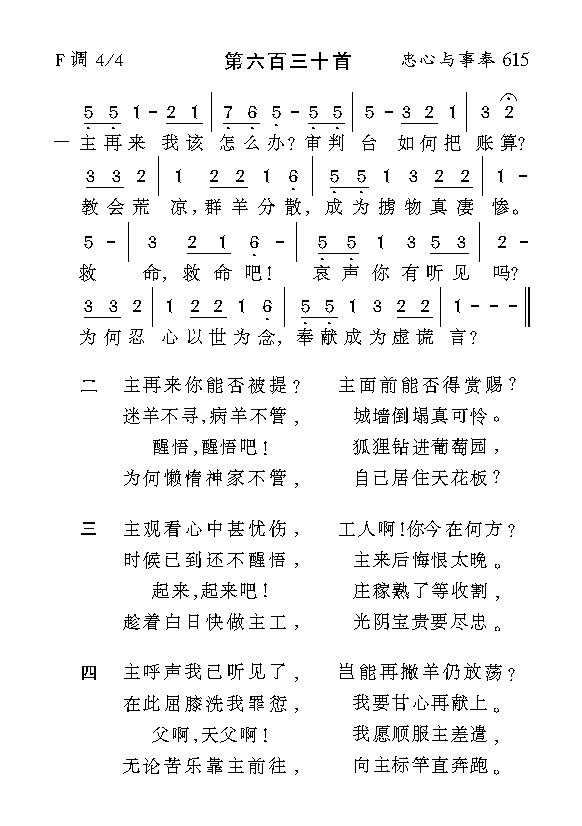 F 调 4/4 第六百三十首 忠心与事奉 615
5 5 1 - 2 1 | 7 6 5 - 5 5 | 5 - 3 2 1 | 3 2
一 主再来 我该 怎么办?审判 台 如何把 账算?
3 3 2 | 1 2 2 1 6 | 5 5 1 3 2 2 | 1 -
教会荒 凉,群羊分散,成为掳物真凄 惨。
5 - | 3 2 1 6 - | 5 5 1 3 5 3 | 2 -
救 命,救命吧! 哀声你有听见 吗?
3 3 2 | 1 2 2 1 6 | 5 5 1 3 2 2 | 1 - - - ‖
为何忍 心以世为念,奉献成为虚谎 言?
二 主再来你能否被提? 主面前能否得赏赐?
迷羊不寻,病羊不管, 城墙倒塌真可怜。
醒悟,醒悟吧! 狐狸钻进葡萄园,
为何懒惰神家不管, 自己居住天花板?
三 主观看心中甚忧伤, 工人啊!你今在何方?
时候已到还不醒悟, 主来后悔恨太晚。
起来,起来吧! 庄稼熟了等收割,
趁着白日快做主工, 光阴宝贵要尽忠。
四 主呼声我已听见了, 岂能再撇羊仍放荡?
在此屈膝洗我罪愆, 我要甘心再献上。
父啊,天父啊! 我愿顺服主差遣,
无论苦乐靠主前往, 向主标竿直奔跑。